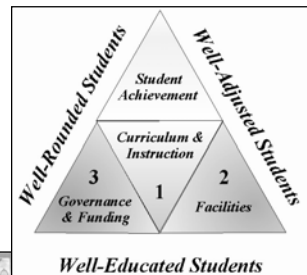 Well-Rounded Students
Well-Adjusted Students
Student
Achievement
Curriculum &
Instruction
1
3
Governance
& Funding
2
Facilities
Well-Educated Students